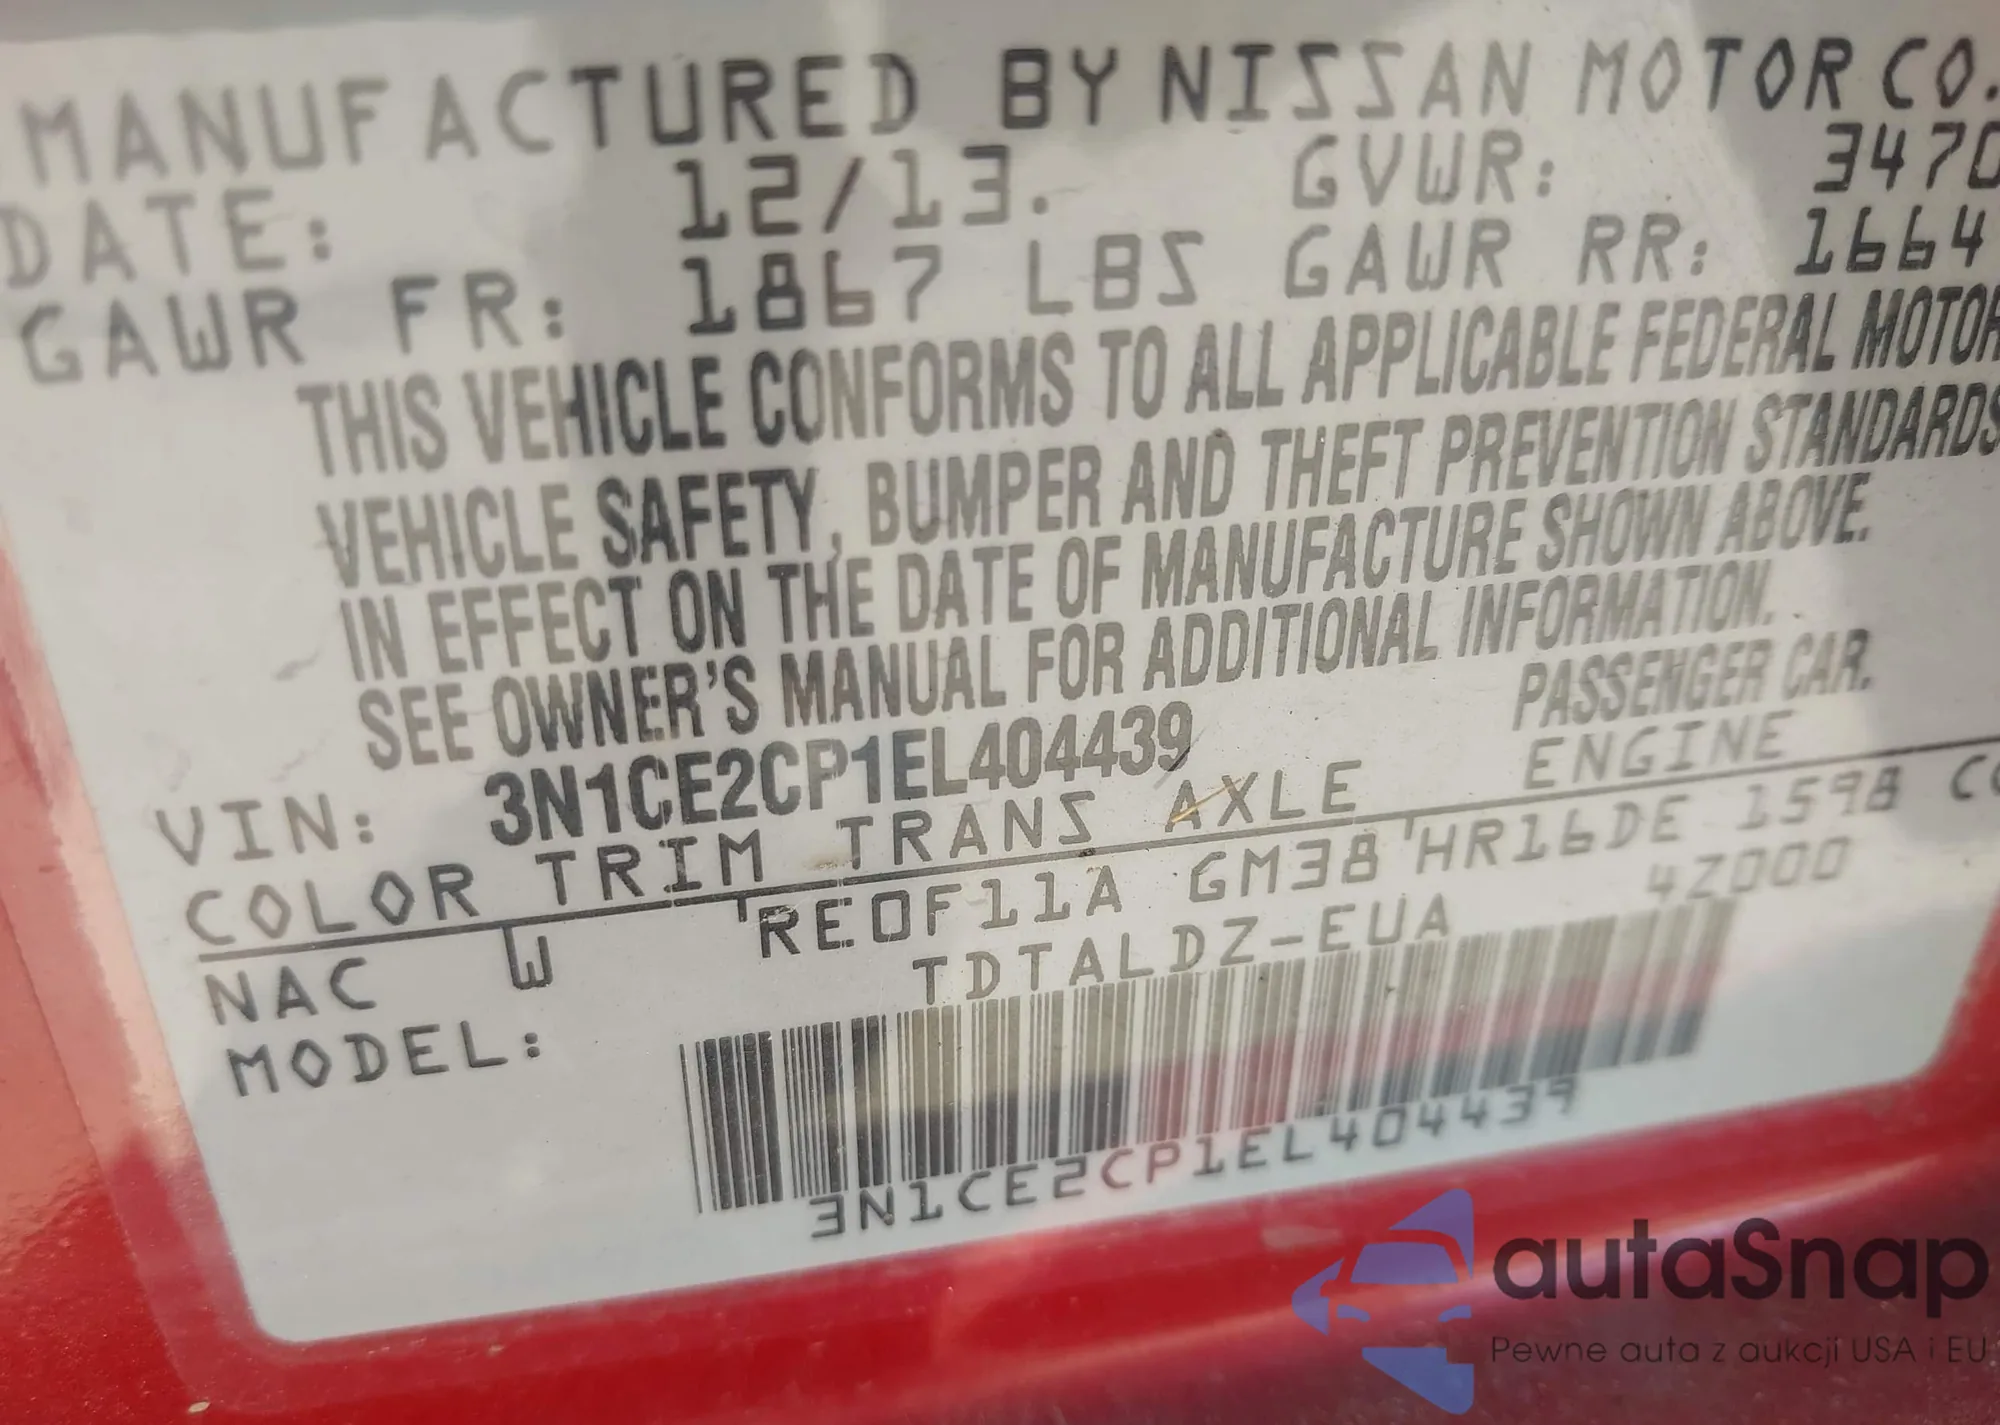 MANUFACTURED BY NISSAN MOTOR CO.
DATE: 12/13. GVWR: 3470
GAWR FR: 1867 LBS GAWR RR: 1664
THIS VEHICLE CONFORMS TO ALL APPLICABLE FEDERAL MOTOR
VEHICLE SAFETY, BUMPER AND THEFT PREVENTION STANDARDS
IN EFFECT ON THE DATE OF MANUFACTURE SHOWN ABOVE.
SEE OWNER'S MANUAL FOR ADDITIONAL INFORMATION.
VIN: 3N1CE2CP1EL404439 PASSENGER CAR.
COLOR TRIM TRANS AXLE ENGINE
NAC W RE0F11A GM38 HR16DE 1598 CC
MODEL: TDTALDZ-EUA 4Z000
3N1CE2CP1EL404439
autaSnap
Pewne auta z aukcji USA i EU